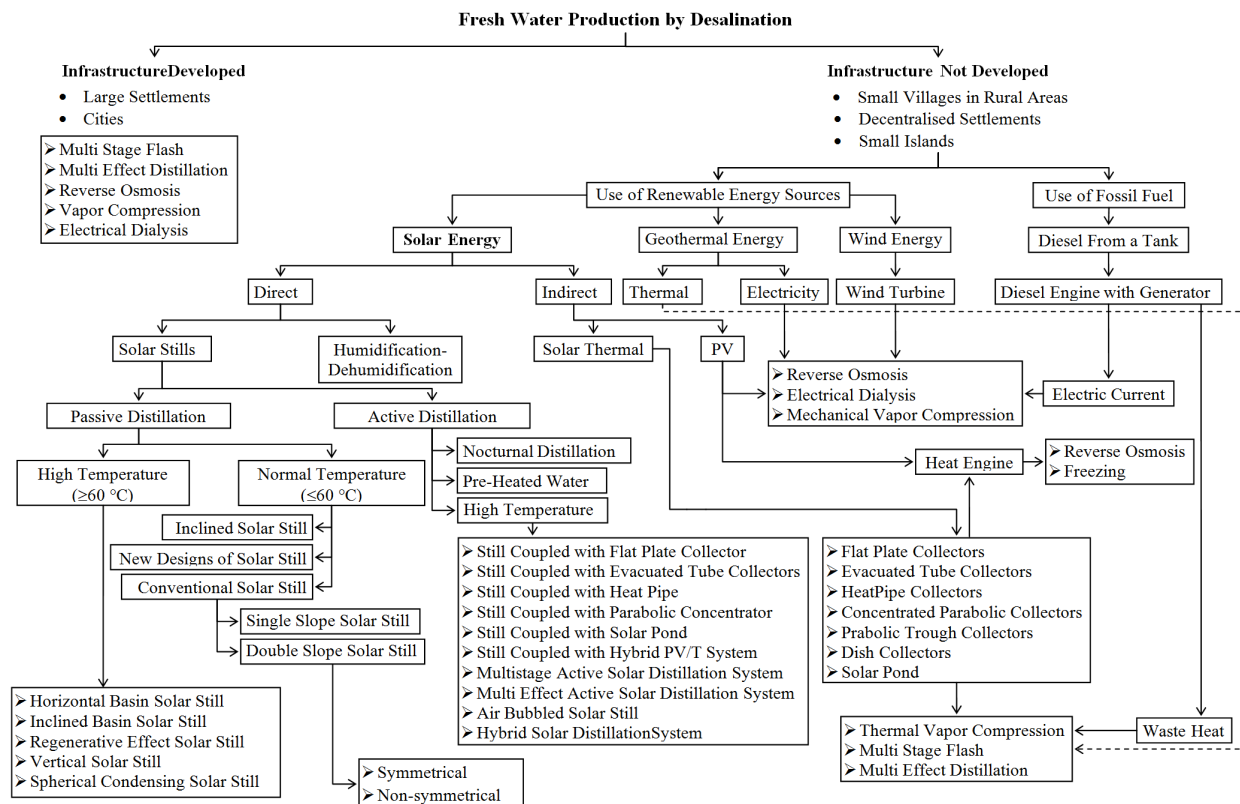 Fresh Water Production by Desalination
InfrastructureDeveloped
• Large Settlements
• Cities
➢ Multi Stage Flash
➢ Multi Effect Distillation
➢ Reverse Osmosis
➢ Vapor Compression
➢ Electrical Dialysis
Infrastructure Not Developed
• Small Villages in Rural Areas
• Decentralised Settlements
• Small Islands
Use of Renewable Energy Sources
Use of Fossil Fuel
Solar Energy
Geothermal Energy
Wind Energy
Diesel From a Tank
Direct
Indirect
Thermal
Electricity
Wind Turbine
Diesel Engine with Generator
Solar Stills
Humidification-
Dehumidification
Solar Thermal
PV
➢ Reverse Osmosis
➢ Electrical Dialysis
➢ Mechanical Vapor Compression
Electric Current
Passive Distillation
Active Distillation
Nocturnal Distillation
Pre-Heated Water
High Temperature
Heat Engine
➢ Reverse Osmosis
➢ Freezing
High Temperature
(≥60 °C)
Normal Temperature
(≤60 °C)
Inclined Solar Still
New Designs of Solar Still
Conventional Solar Still
Single Slope Solar Still
Double Slope Solar Still
➢ Still Coupled with Flat Plate Collector
➢ Still Coupled with Evacuated Tube Collectors
➢ Still Coupled with Heat Pipe
➢ Still Coupled with Parabolic Concentrator
➢ Still Coupled with Solar Pond
➢ Still Coupled with Hybrid PV/T System
➢ Multistage Active Solar Distillation System
➢ Multi Effect Active Solar Distillation System
➢ Air Bubbled Solar Still
➢ Hybrid Solar DistillationSystem
➢ Flat Plate Collectors
➢ Evacuated Tube Collectors
➢ HeatPipe Collectors
➢ Concentrated Parabolic Collectors
➢ Prabolic Trough Collectors
➢ Dish Collectors
➢ Solar Pond
➢ Horizontal Basin Solar Still
➢ Inclined Basin Solar Still
➢ Regenerative Effect Solar Still
➢ Vertical Solar Still
➢ Spherical Condensing Solar Still
➢ Thermal Vapor Compression
➢ Multi Stage Flash
➢ Multi Effect Distillation
Waste Heat
➢ Symmetrical
➢ Non-symmetrical